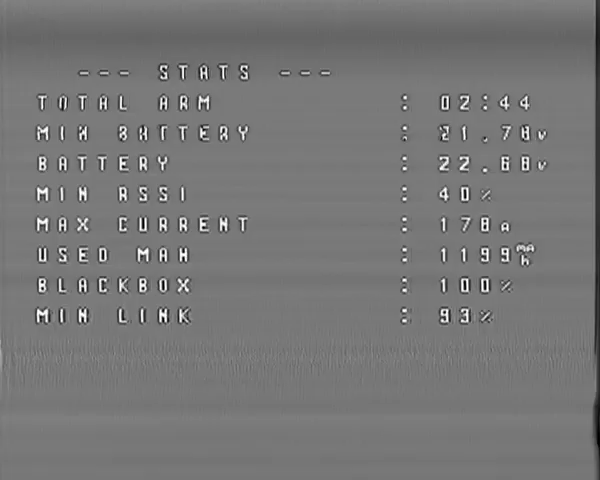 --- STATS ---
TOTAL ARM : 02:44
MIN BATTERY : 21.78v
BATTERY : 22.68v
MIN RSSI : 40%
MAX CURRENT : 178A
USED MAH : 1199mAh
BLACKBOX : 100%
MIN LINK : 93%